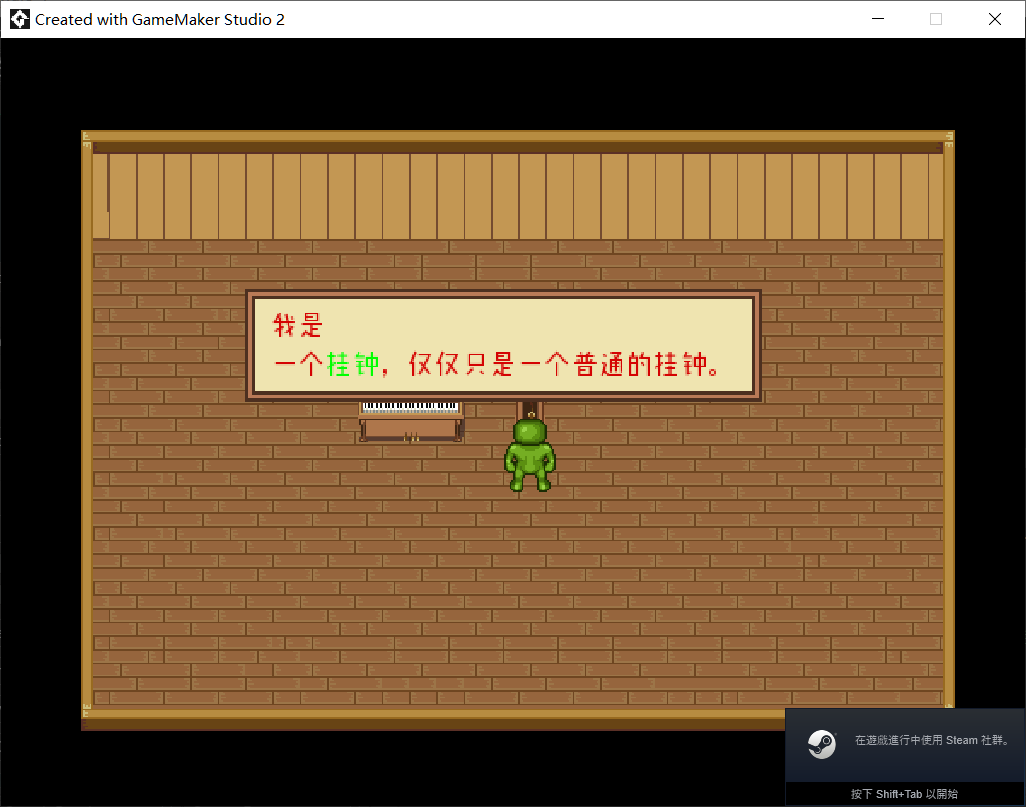 Created with GameMaker Studio 2
我是
一个挂钟，仅仅只是一个普通的挂钟。
在遊戲進行中使用 Steam 社群。
按下 Shift+Tab 以開始